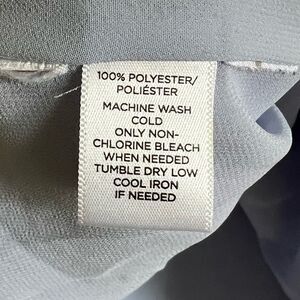 100% POLYESTER/
POLIÉSTER
MACHINE WASH
COLD
ONLY NON-
CHLORINE BLEACH
WHEN NEEDED
TUMBLE DRY LOW
COOL IRON
IF NEEDED